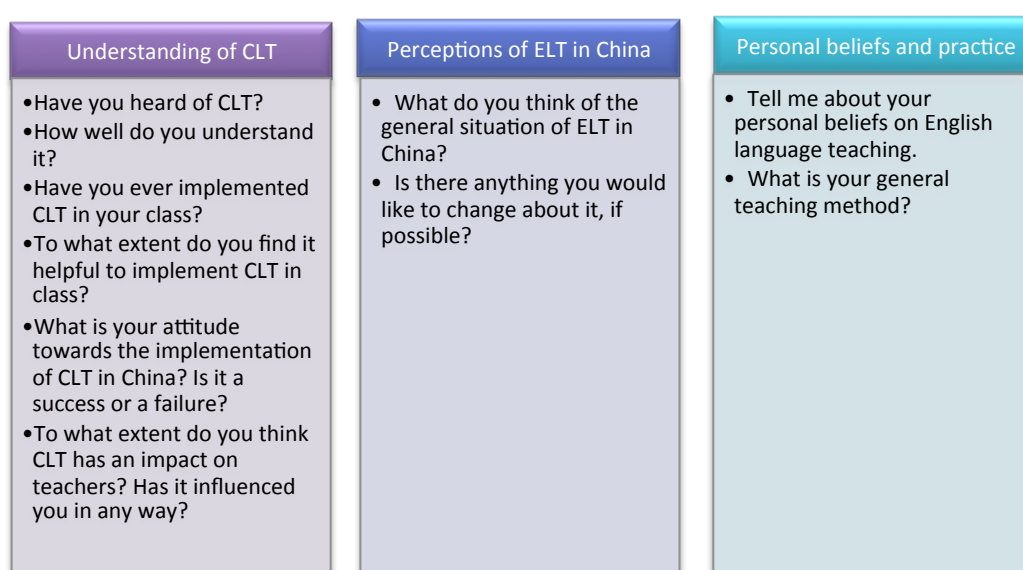 Understanding of CLT
•Have you heard of CLT?
•How well do you understand
it?
•Have you ever implemented
CLT in your class?
•To what extent do you find it
helpful to implement CLT in
class?
•What is your attitude
towards the implementation
of CLT in China? Is it a
success or a failure?
•To what extent do you think
CLT has an impact on
teachers? Has it influenced
you in any way?
Perceptions of ELT in China
• What do you think of the
general situation of ELT in
China?
• Is there anything you would
like to change about it, if
possible?
Personal beliefs and practice
• Tell me about your
personal beliefs on English
language teaching.
• What is your general
teaching method?